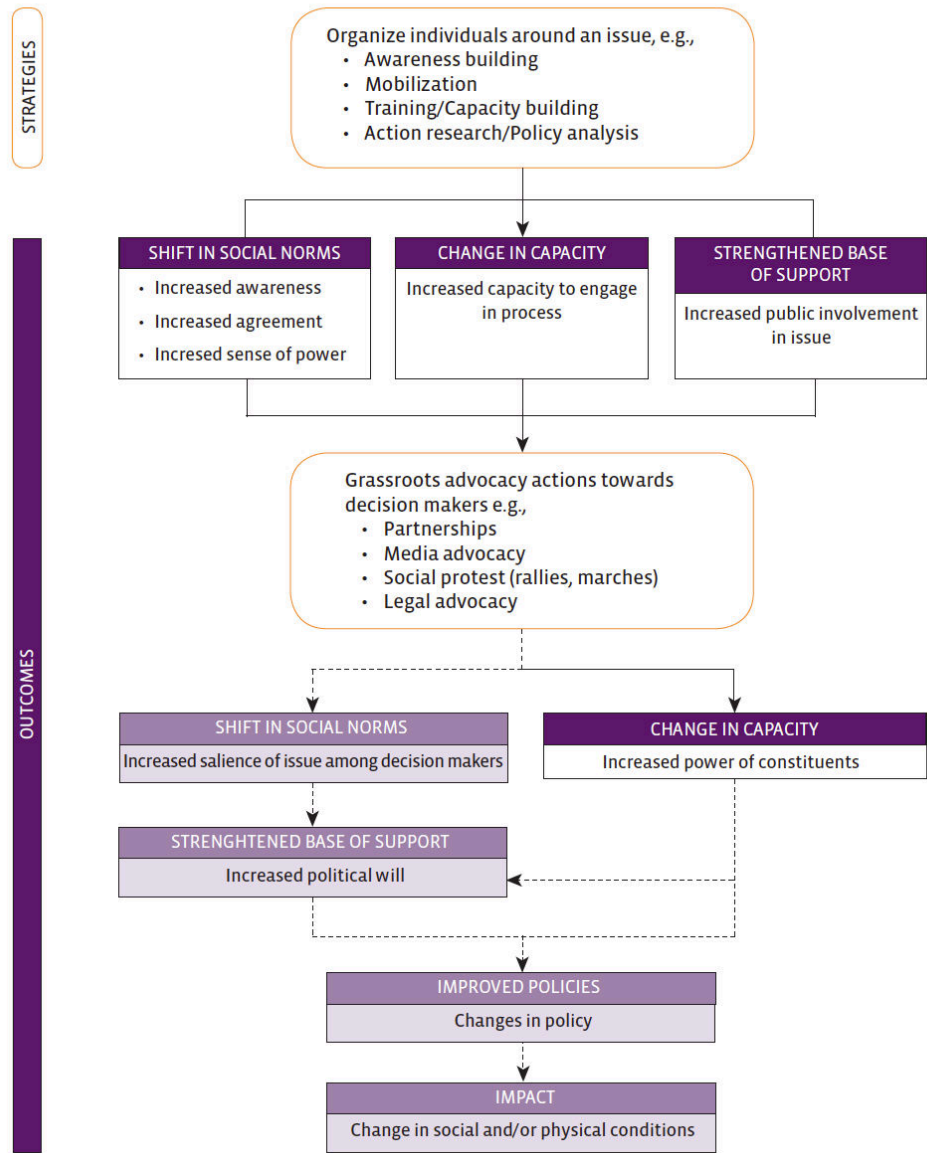 STRATEGIES
Organize individuals around an issue, e.g.,
• Awareness building
• Mobilization
• Training/Capacity building
• Action research/Policy analysis
OUTCOMES
SHIFT IN SOCIAL NORMS
• Increased awareness
• Increased agreement
• Incresed sense of power
CHANGE IN CAPACITY
Increased capacity to engage
in process
STRENGTHENED BASE
OF SUPPORT
Increased public involvement
in issue
Grassroots advocacy actions towards
decision makers e.g.,
• Partnerships
• Media advocacy
• Social protest (rallies, marches)
• Legal advocacy
SHIFT IN SOCIAL NORMS
Increased salience of issue among decision makers
CHANGE IN CAPACITY
Increased power of constituents
STRENGHTENED BASE OF SUPPORT
Increased political will
IMPROVED POLICIES
Changes in policy
IMPACT
Change in social and/or physical conditions